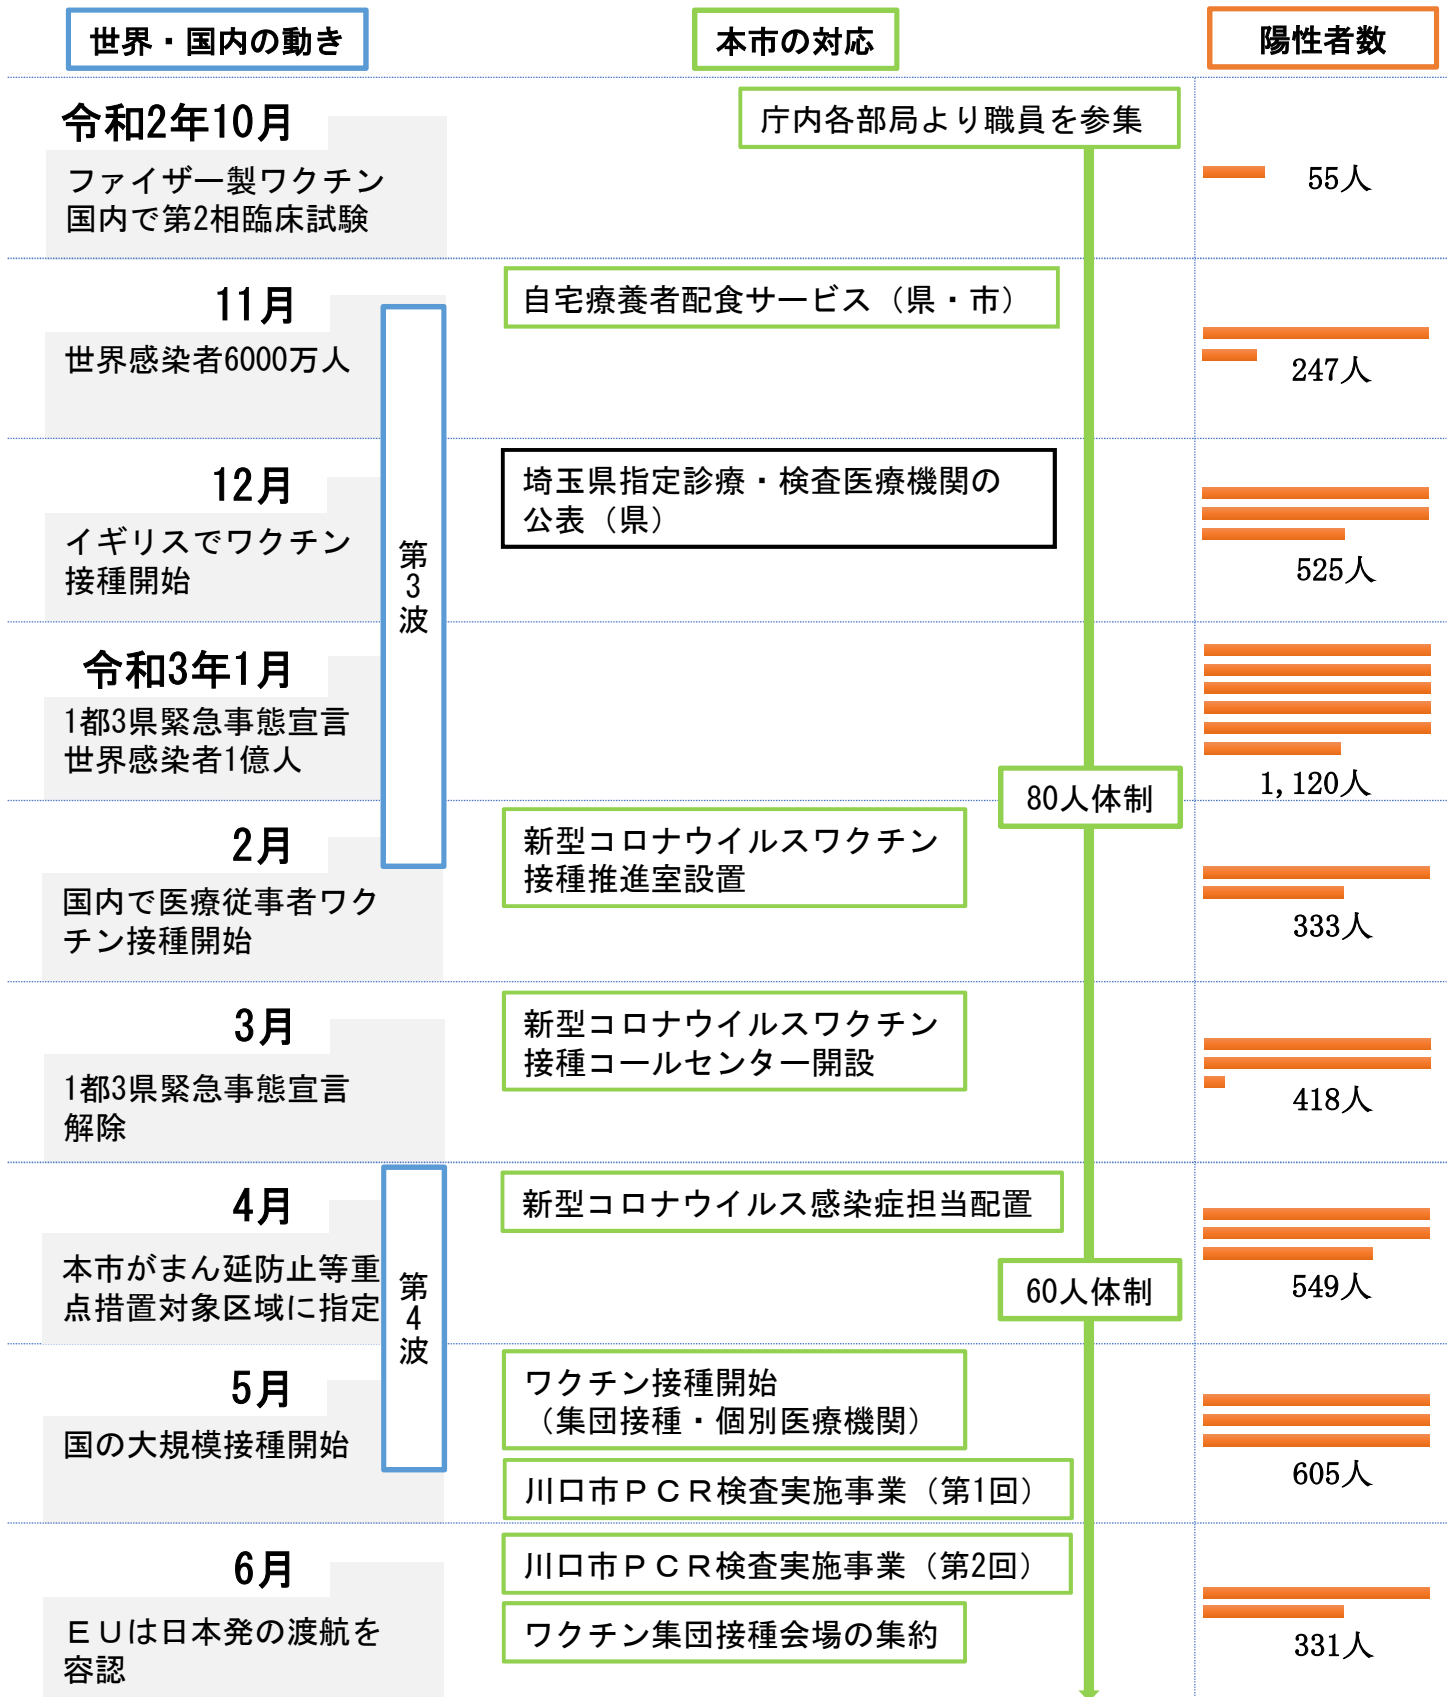 世界・国内の動き
本市の対応
陽性者数
令和2年10月
ファイザー製ワクチン
国内で第2相臨床試験
庁内各部局より職員を参集
55人
11月
世界感染者6000万人
自宅療養者配食サービス（県・市）
247人
12月
イギリスでワクチン
接種開始
埼玉県指定診療・検査医療機関の
公表（県）
525人
第3波
令和3年1月
1都3県緊急事態宣言
世界感染者1億人
1,120人
80人体制
2月
国内で医療従事者ワク
チン接種開始
新型コロナウイルスワクチン
接種推進室設置
333人
3月
1都3県緊急事態宣言
解除
新型コロナウイルスワクチン
接種コールセンター開設
418人
4月
本市がまん延防止等重
点措置対象区域に指定
新型コロナウイルス感染症担当配置
60人体制
549人
第4波
5月
国の大規模接種開始
ワクチン接種開始
（集団接種・個別医療機関）
川口市ＰＣＲ検査実施事業（第1回）
605人
6月
ＥＵは日本発の渡航を
容認
川口市ＰＣＲ検査実施事業（第2回）
ワクチン集団接種会場の集約
331人